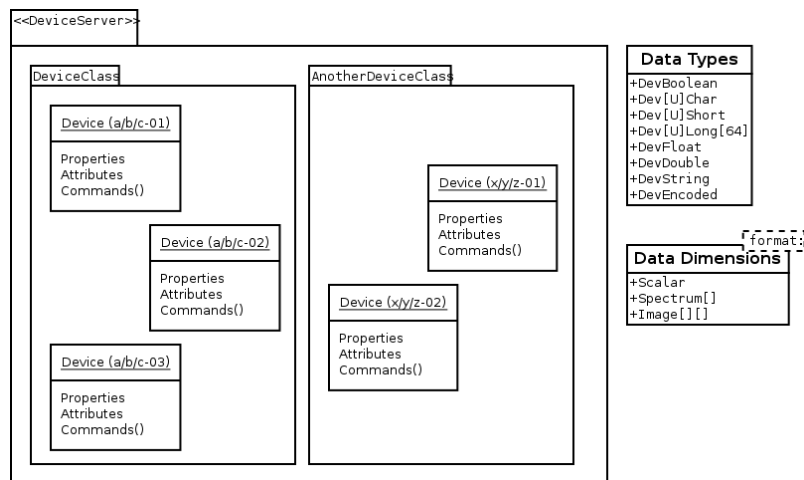 <<DeviceServer>>
DeviceClass
Device (a/b/c-01)
Properties
Attributes
Commands()
Device (a/b/c-02)
Properties
Attributes
Commands()
Device (a/b/c-03)
Properties
Attributes
Commands()
AnotherDeviceClass
Device (x/y/z-01)
Properties
Attributes
Commands()
Device (x/y/z-02)
Properties
Attributes
Commands()
Data Types
+DevBoolean
+Dev[U]Char
+Dev[U]Short
+Dev[U]Long[64]
+DevFloat
+DevDouble
+DevString
+DevEncoded
format:
Data Dimensions
+Scalar
+Spectrum[]
+Image[][]